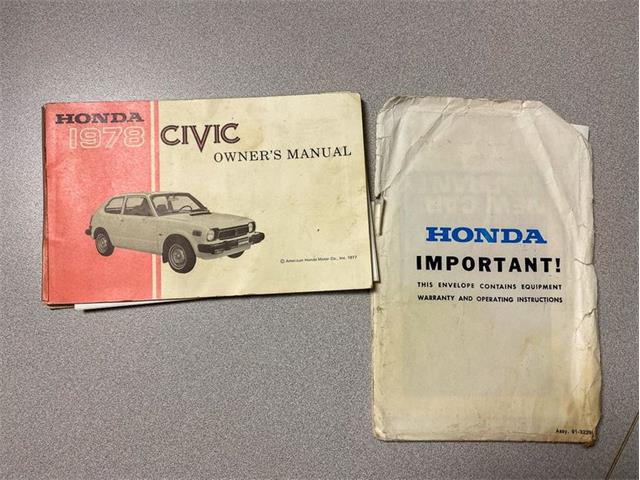 HONDA
1978
CIVIC
OWNER'S MANUAL
© American Honda Motor Co., Inc. 1977
HONDA
IMPORTANT!
THIS ENVELOPE CONTAINS EQUIPMENT
WARRANTY AND OPERATING INSTRUCTIONS
Assy.